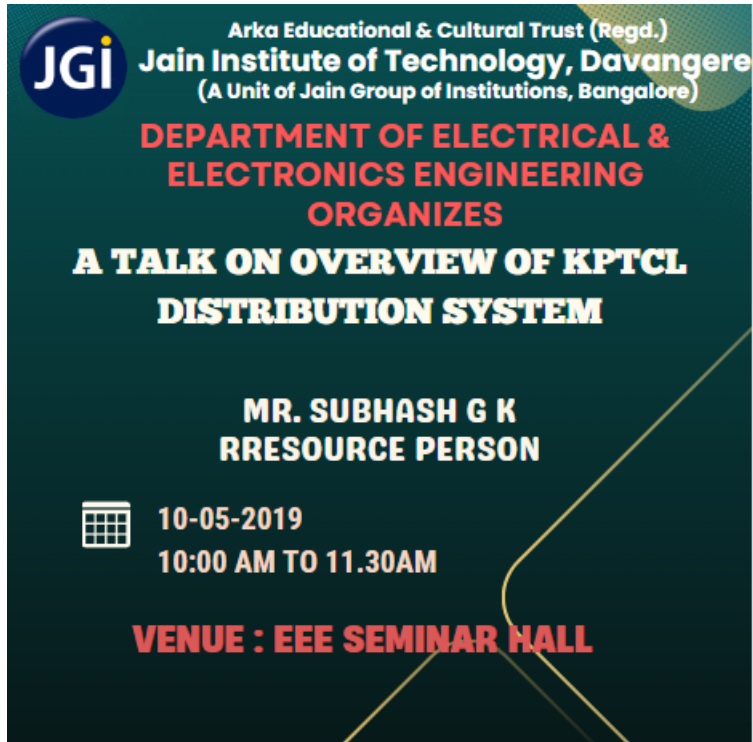 JGi
Arka Educational & Cultural Trust (Regd.)
Jain Institute of Technology, Davangere
(A Unit of Jain Group of Institutions, Bangalore)
DEPARTMENT OF ELECTRICAL &
ELECTRONICS ENGINEERING
ORGANIZES
A TALK ON OVERVIEW OF KPTCL
DISTRIBUTION SYSTEM
MR. SUBHASH G K
RRESOURCE PERSON
10-05-2019
10:00 AM TO 11.30AM
VENUE : EEE SEMINAR HALL